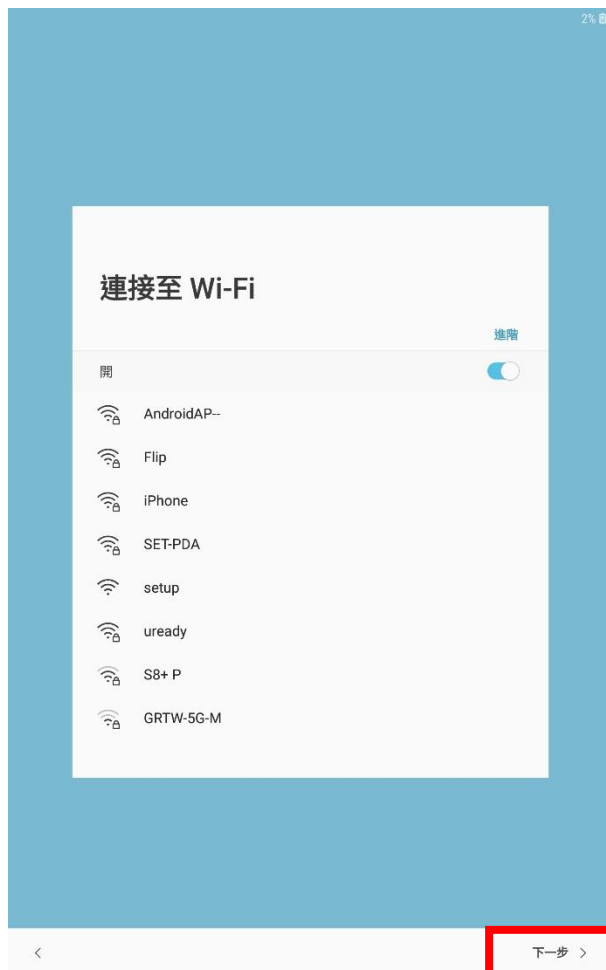 2%
連接至 Wi-Fi
進階
開
AndroidAP--
Flip
iPhone
SET-PDA
setup
uready
S8+ P
GRTW-5G-M
下一步